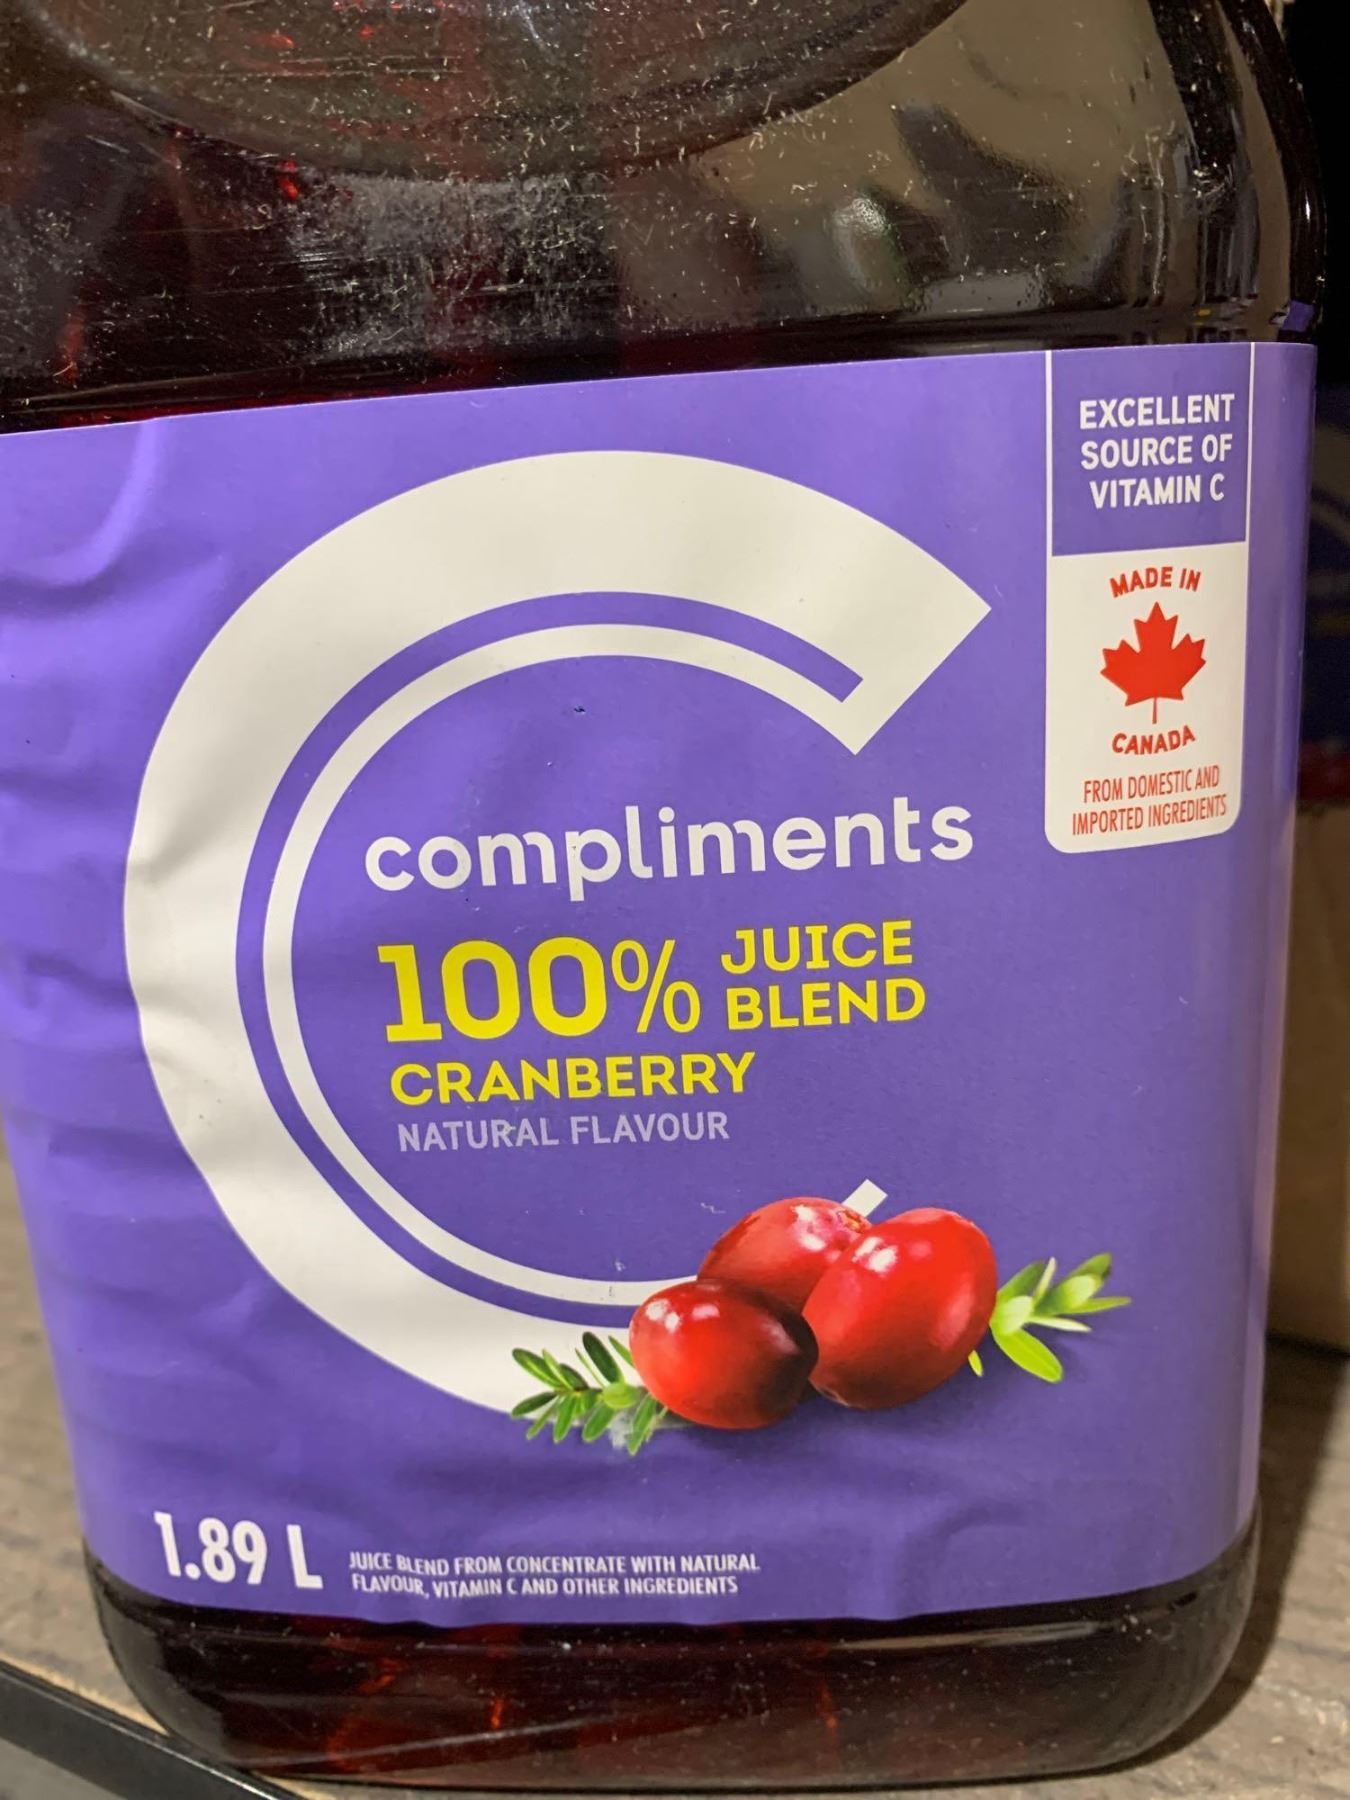 EXCELLENT
SOURCE OF
VITAMIN C
MADE IN
CANADA
FROM DOMESTIC AND
IMPORTED INGREDIENTS
compliments
100% JUICE
BLEND
CRANBERRY
NATURAL FLAVOUR
1.89 L
JUICE BLEND FROM CONCENTRATE WITH NATURAL
FLAVOUR, VITAMIN C AND OTHER INGREDIENTS